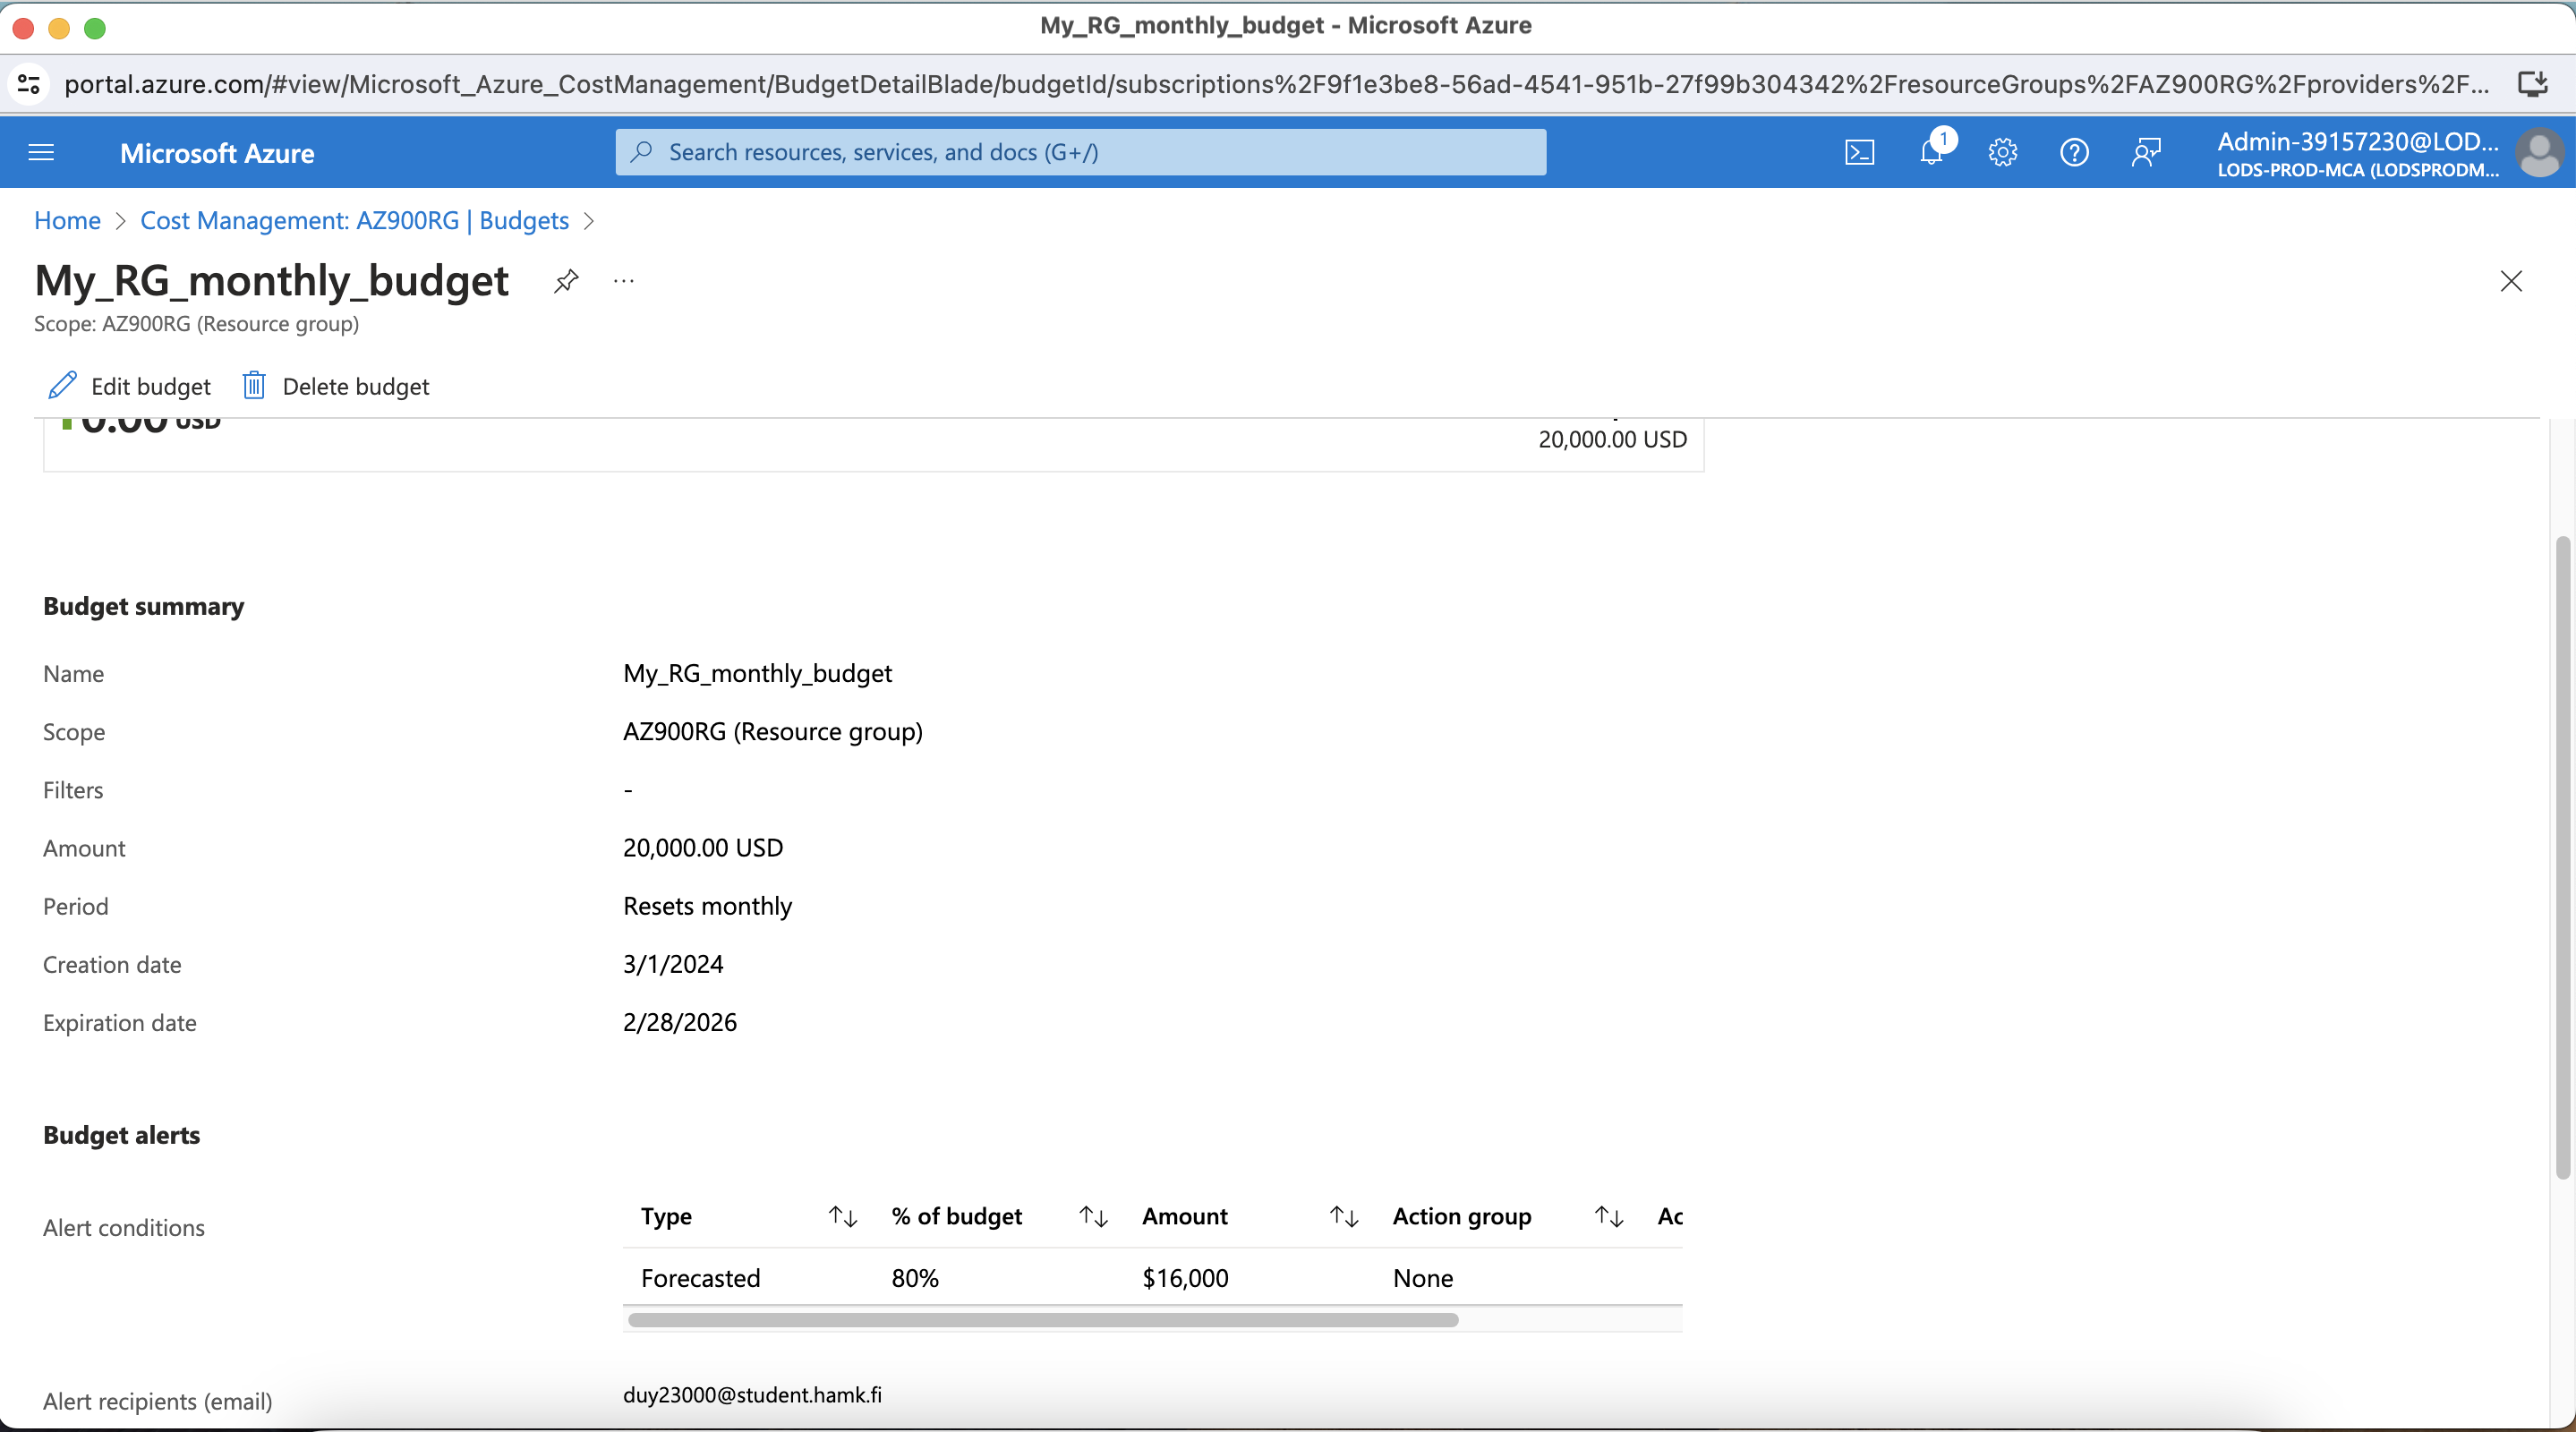 My_RG_monthly_budget - Microsoft Azure
portal.azure.com/#view/Microsoft_Azure_CostManagement/BudgetDetailBlade/budgetId/subscriptions%2F9f1e3be8-56ad-4541-951b-27f99b304342%2FresourceGroups%2FAZ900RG%2Fproviders%2F...
Microsoft Azure
Search resources, services, and docs (G+/)
1
Admin-39157230@LOD...
LODS-PROD-MCA (LODSPRODM...
Home > Cost Management: AZ900RG | Budgets >
My_RG_monthly_budget ...
Scope: AZ900RG (Resource group)
Edit budget Delete budget
0.00 USD
20,000.00 USD
Budget summary
Name My_RG_monthly_budget
Scope AZ900RG (Resource group)
Filters -
Amount 20,000.00 USD
Period Resets monthly
Creation date 3/1/2024
Expiration date 2/28/2026
Budget alerts
Alert conditions
Type % of budget Amount Action group Ac
Forecasted 80% $16,000 None
Alert recipients (email) duy23000@student.hamk.fi